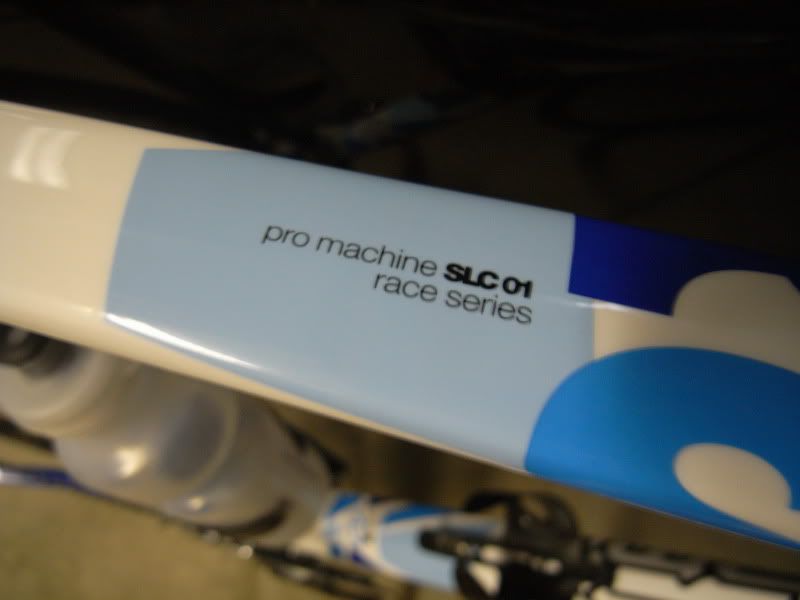 pro machine SLC 01
race series